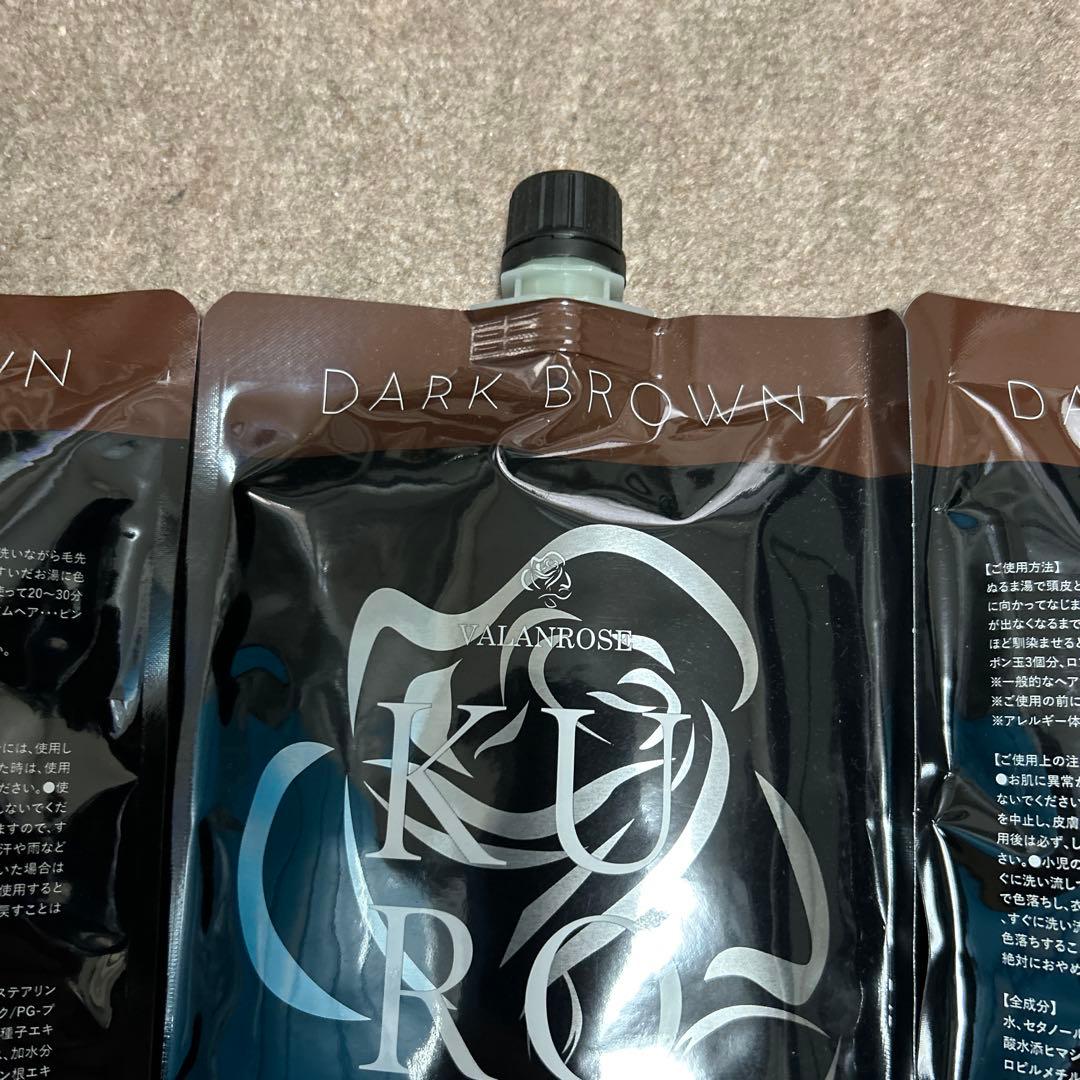 WN
洗いながら毛先
すいだお湯に色
使って20〜30分
ムヘア・・・ピン
。
には、使用し
た時は、使用
ださい。●使
しないでくだ
ますので、す
汗や雨など
いた場合は
使用すると
戻すことは
ステアリン
ク/PG-プ
種子エキ
、加水分
ン根エキ
DARK BROWN
VALANROSE
KU
RO
DA
【ご使用方法】
ぬるま湯で頭皮と
に向かってなじま
が出なくなるまで
ほど馴染ませると
ポン玉3個分、ロ
※一般的なヘア
※ご使用の前に
※アレルギー体
【ご使用上の注
●お肌に異常が
ないでください
を中止し、皮膚
用後は必ず、し
さい。●小児の
ぐに洗い流して
で色落ちし、衣
、すぐに洗い流
色落ちするこ
絶対におやめ
【全成分】
水、セタノール
酸水添ヒマシ
ロピルメチル